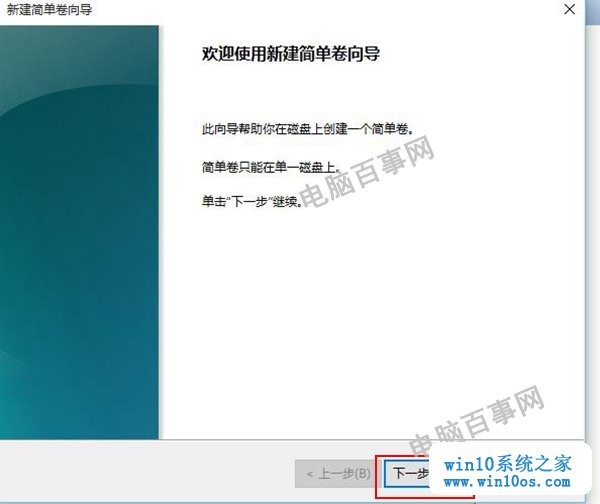 新建简单卷向导
欢迎使用新建简单卷向导
此向导帮助你在磁盘上创建一个简单卷。
简单卷只能在单一磁盘上。
单击“下一步”继续。
电脑百事网
电脑百事网
< 上一步(B)
下一步
win10系统之家
www.win10os.com